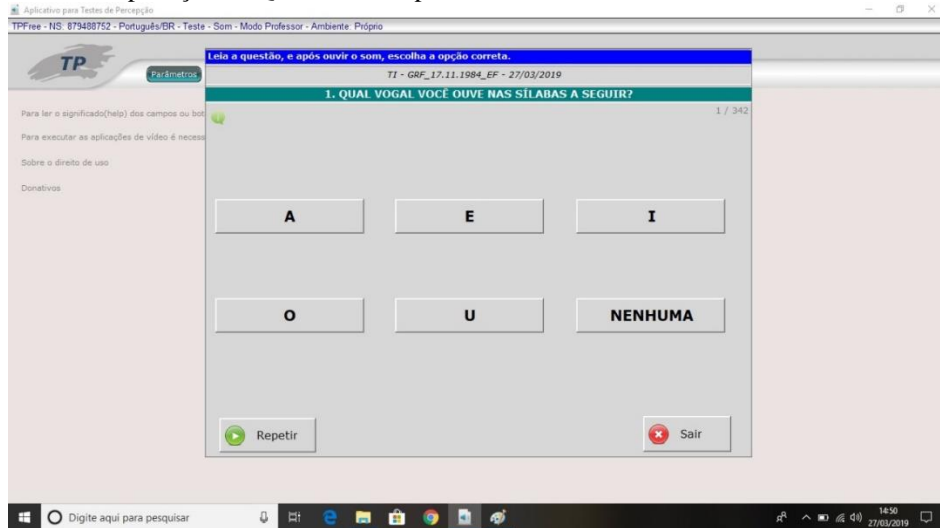 Aplicativo para Testes de Percepção
TPFree - NS: 879488752 - Português/BR - Teste - Som - Modo Professor - Ambiente: Próprio
TP
Parâmetros
Leia a questão, e após ouvir o som, escolha a opção correta.
TI - GRF_17.11.1984_EF - 27/03/2019
1. QUAL VOGAL VOCÊ OUVE NAS SÍLABAS A SEGUIR?
1 / 342
Para ler o significado(help) dos campos ou bot
Para executar as aplicações de vídeo é necess
Sobre o direito de uso
Donativos
A E I
O U NENHUMA
Repetir Sair
Digite aqui para pesquisar
14:50
27/03/2019